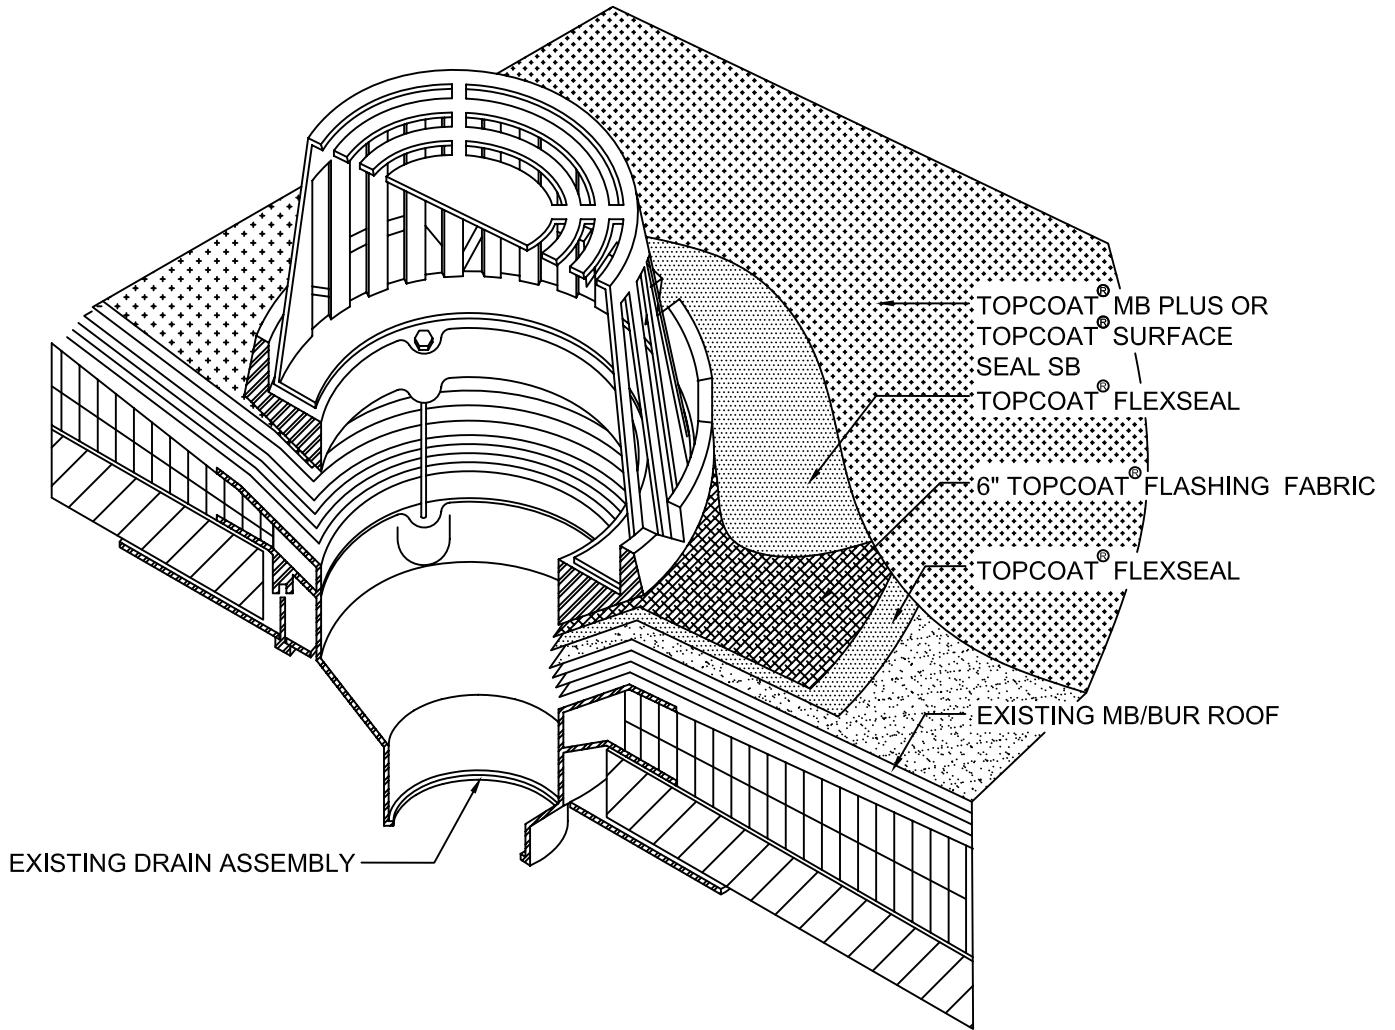 TOPCOAT® MB PLUS OR
TOPCOAT® SURFACE
SEAL SB
TOPCOAT® FLEXSEAL
6" TOPCOAT® FLASHING FABRIC
TOPCOAT® FLEXSEAL
EXISTING MB/BUR ROOF
EXISTING DRAIN ASSEMBLY